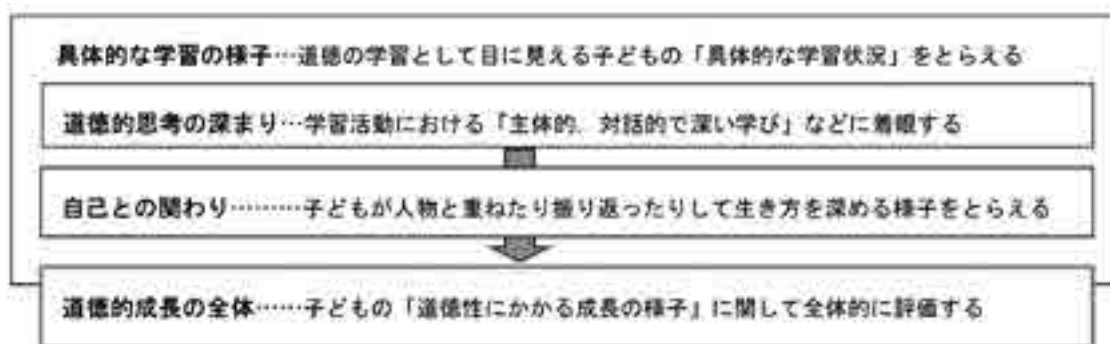 具体的な学習の様子…道徳の学習として目に見える子どもの「具体的な学習状況」をとらえる
道徳的思考の深まり…学習活動における「主体的，対話的で深い学び」などに着眼する
自己との関わり………子どもが人物と重ねたり振り返ったりして生き方を深める様子をとらえる
道徳的成長の全体……子どもの「道徳性にかかる成長の様子」に関して全体的に評価する